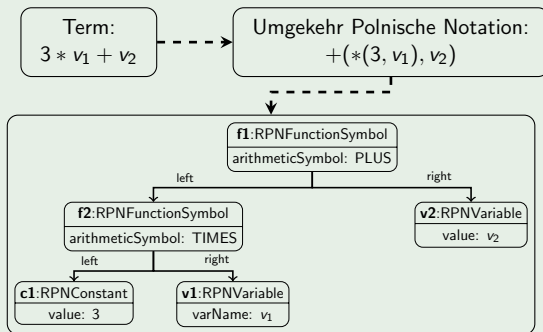 Term:
3 * v₁ + v₂
Umgekehr Polnische Notation:
+(*(3, v₁), v₂)
f1:RPNFunctionSymbol
arithmeticSymbol: PLUS
left
right
f2:RPNFunctionSymbol
arithmeticSymbol: TIMES
v2:RPNVariable
value: v₂
left
right
c1:RPNConstant
value: 3
v1:RPNVariable
varName: v₁